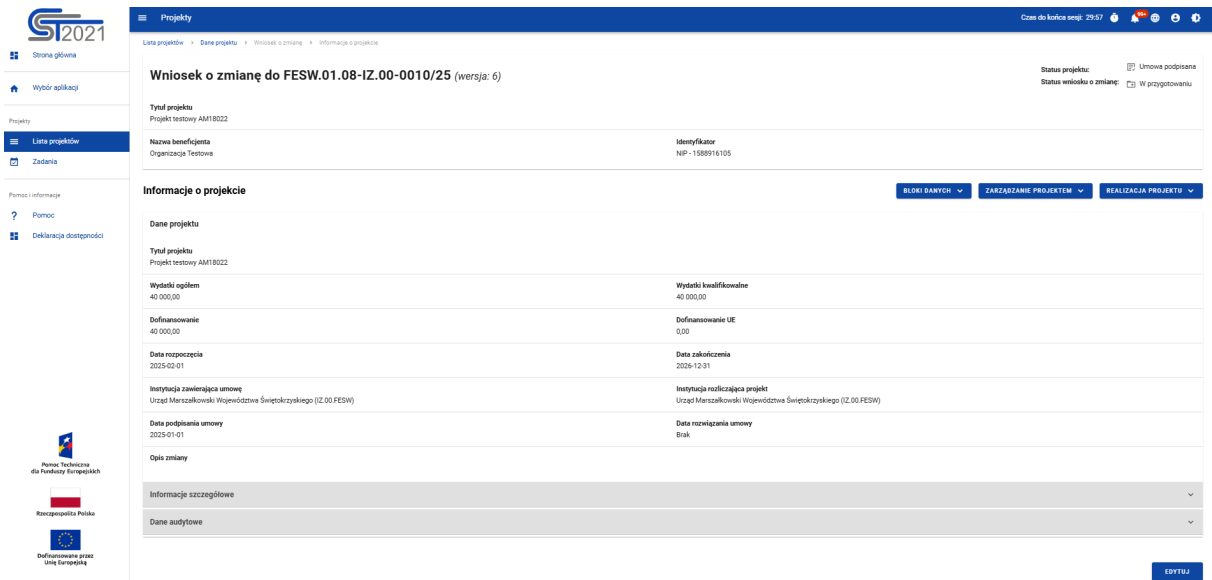 ST2021
Strona główna
Wybór aplikacji
Projekty
Lista projektów
Zadania
Pomoc i informacje
? Pomoc
Deklaracja dostępności
Pomoc Techniczna
dla Funduszy Europejskich
Rzeczpospolita Polska
Dofinansowane przez
Unię Europejską
Projekty
Czas do końca sesji: 29:57
99+
Lista projektów > Dane projektu > Wniosek o zmianę > Informacje o projekcie
Wniosek o zmianę do FESW.01.08-IZ.00-0010/25 (wersja: 6)
Status projektu: Umowa podpisana
Status wniosku o zmianę: W przygotowaniu
Tytuł projektu
Projekt testowy AM18022
Nazwa beneficjenta
Organizacja Testowa
Identyfikator
NIP - 1588916105
Informacje o projekcie
BLOKI DANYCH
ZARZĄDZANIE PROJEKTEM
REALIZACJA PROJEKTU
Dane projektu
Tytuł projektu
Projekt testowy AM18022
Wydatki ogółem
40 000,00
Wydatki kwalifikowalne
40 000,00
Dofinansowanie
40 000,00
Dofinansowanie UE
0,00
Data rozpoczęcia
2025-02-01
Data zakończenia
2026-12-31
Instytucja zawierająca umowę
Urząd Marszałkowski Województwa Świętokrzyskiego (IZ.00.FESW)
Instytucja rozliczająca projekt
Urząd Marszałkowski Województwa Świętokrzyskiego (IZ.00.FESW)
Data podpisania umowy
2025-01-01
Data rozwiązania umowy
Brak
Opis zmiany
Informacje szczegółowe
Dane audytowe
EDYTUJ